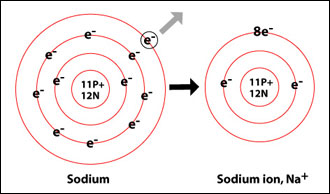 e-
e-
e- e-
e- 11P+ e-
12N
e- e-
e- e-
e-
Sodium
8e-
e- 11P+ e-
12N
Sodium ion, Na+